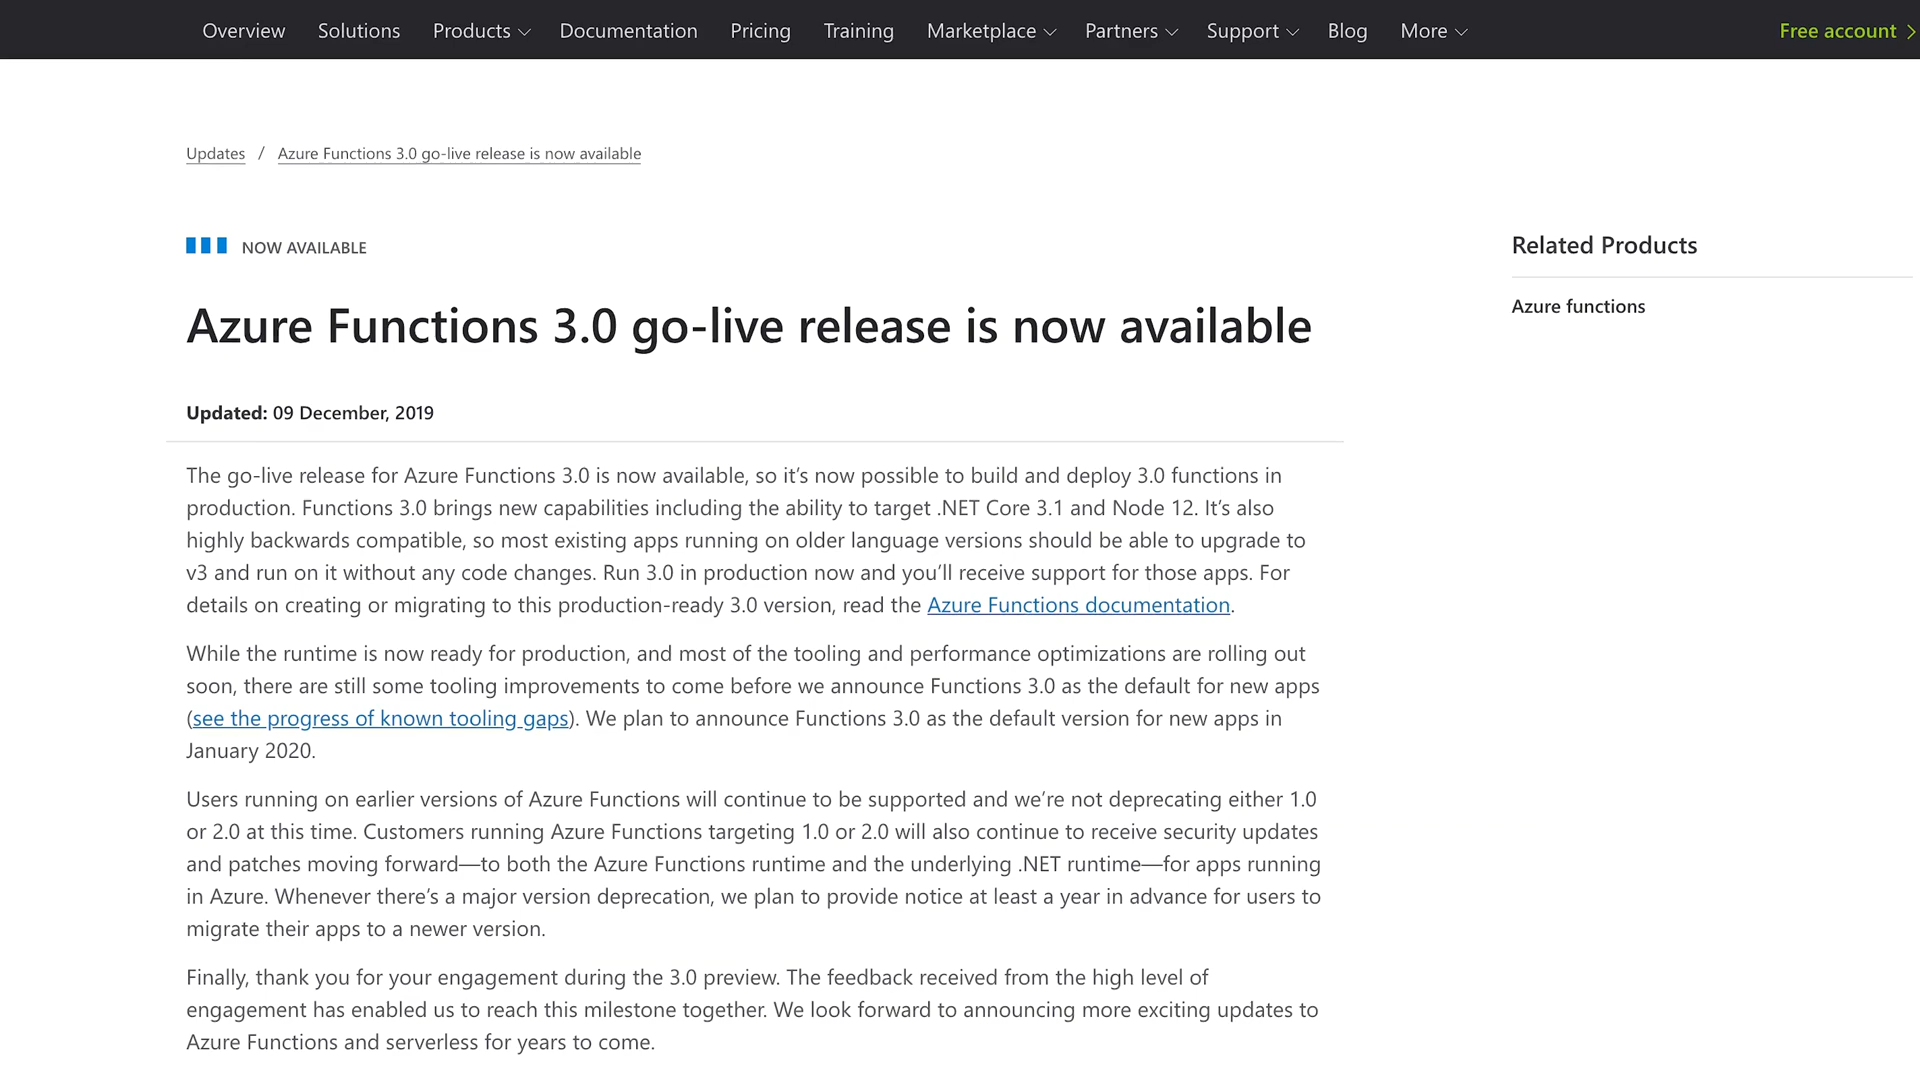 Overview Solutions Products Documentation Pricing Training Marketplace Partners Support Blog More Free account
Updates / Azure Functions 3.0 go-live release is now available
NOW AVAILABLE
Azure Functions 3.0 go-live release is now available
Updated: 09 December, 2019
The go-live release for Azure Functions 3.0 is now available, so it’s now possible to build and deploy 3.0 functions in
production. Functions 3.0 brings new capabilities including the ability to target .NET Core 3.1 and Node 12. It’s also
highly backwards compatible, so most existing apps running on older language versions should be able to upgrade to
v3 and run on it without any code changes. Run 3.0 in production now and you’ll receive support for those apps. For
details on creating or migrating to this production-ready 3.0 version, read the Azure Functions documentation.
While the runtime is now ready for production, and most of the tooling and performance optimizations are rolling out
soon, there are still some tooling improvements to come before we announce Functions 3.0 as the default for new apps
(see the progress of known tooling gaps). We plan to announce Functions 3.0 as the default version for new apps in
January 2020.
Users running on earlier versions of Azure Functions will continue to be supported and we’re not deprecating either 1.0
or 2.0 at this time. Customers running Azure Functions targeting 1.0 or 2.0 will also continue to receive security updates
and patches moving forward—to both the Azure Functions runtime and the underlying .NET runtime—for apps running
in Azure. Whenever there’s a major version deprecation, we plan to provide notice at least a year in advance for users to
migrate their apps to a newer version.
Finally, thank you for your engagement during the 3.0 preview. The feedback received from the high level of
engagement has enabled us to reach this milestone together. We look forward to announcing more exciting updates to
Azure Functions and serverless for years to come.
Related Products
Azure functions